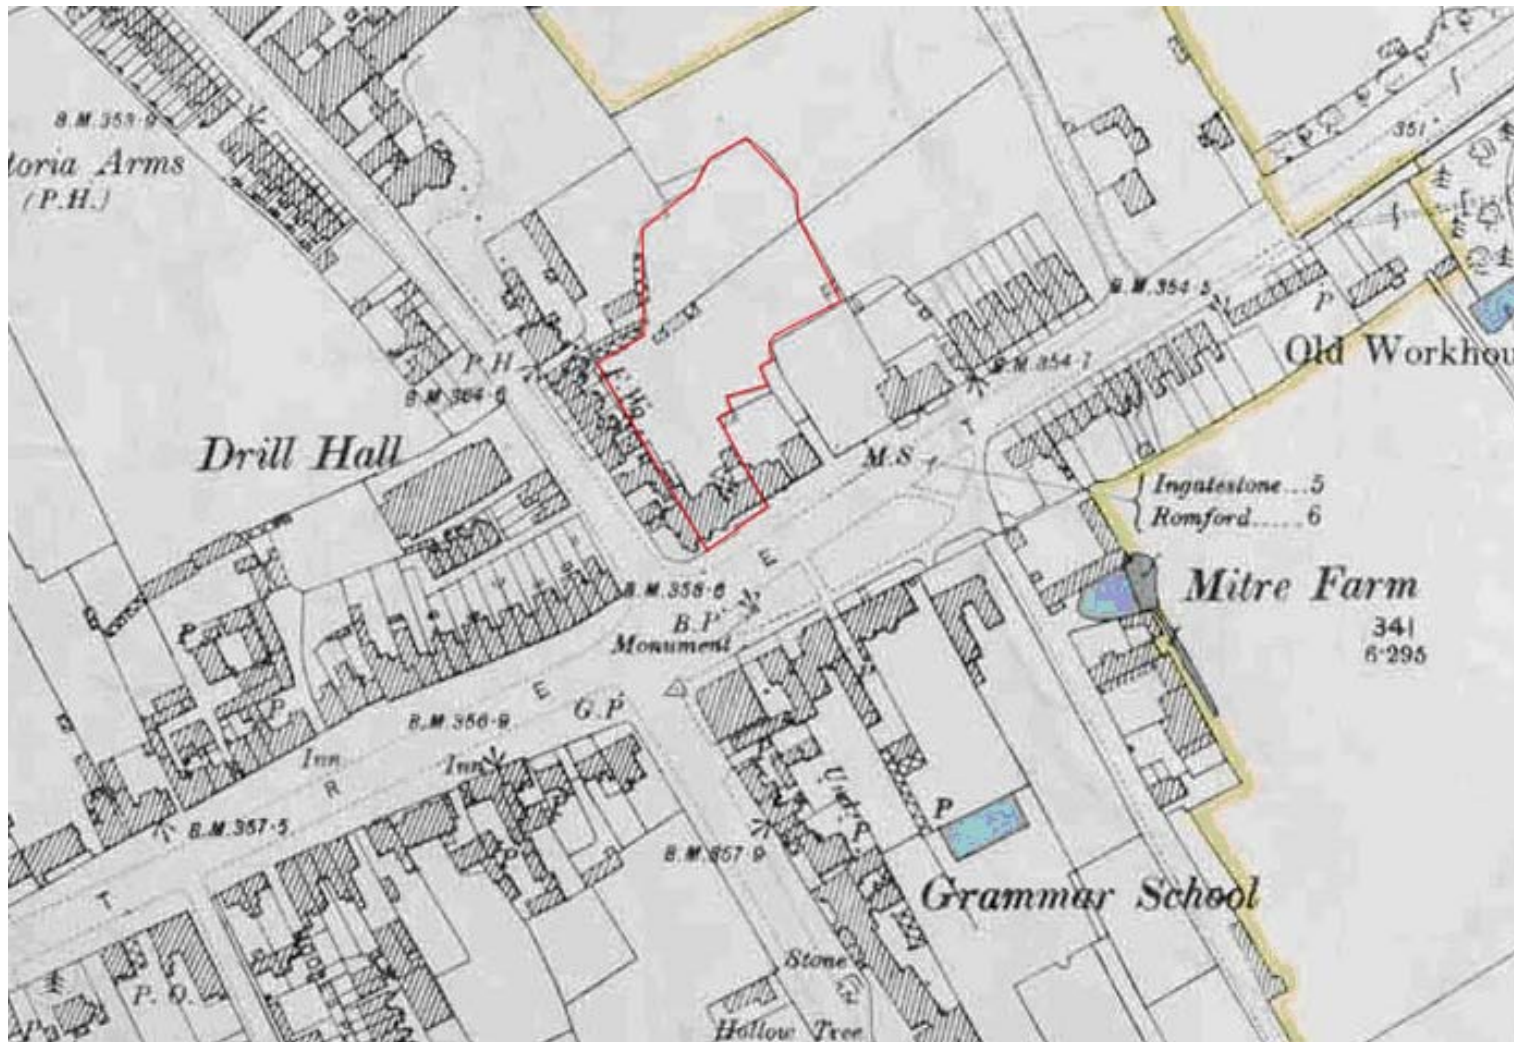 B.M. 353·9
toria Arms
(P.H.)
351
B.M. 354·5
P
Old Workhou
P.H
B.M. 364·6
B.M. 354·7
Drill Hall
T
M.S
Ingatestone...5
Romford.....6
E
B.M. 358·6
B.P
Monument
Mitre Farm
341
6·295
P
P
E
G.P
B.M. 356·9
Inn
Inn
R
P
B.M. 357·5
P
P
B.M. 357·9
P
Grammar School
T
Stone
P. O.
P
Hollow Tree